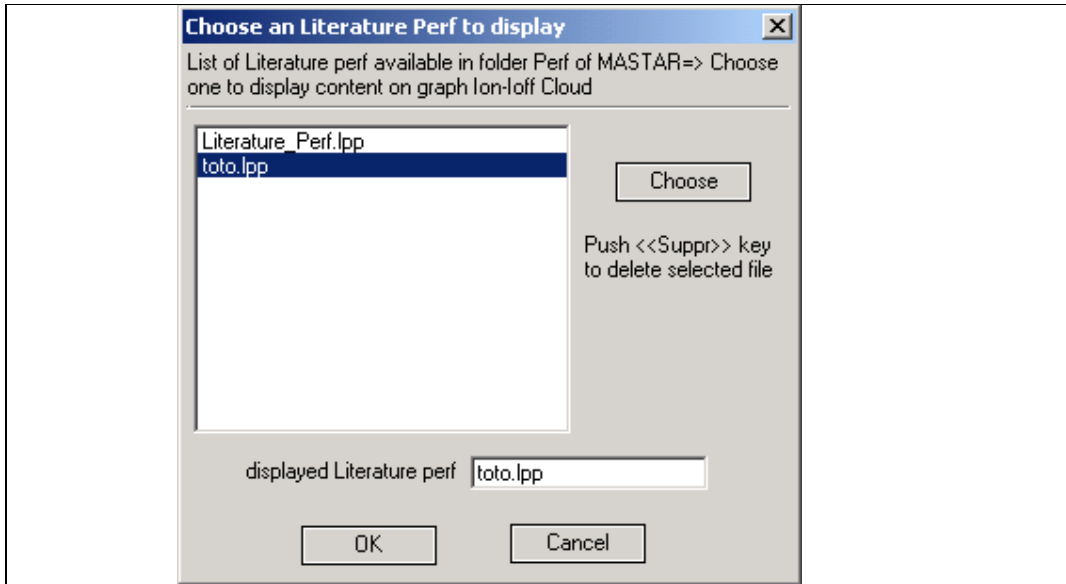 Choose an Literature Perf to display
List of Literature perf available in folder Perf of MASTAR=> Choose
one to display content on graph Ion-Ioff Cloud
Literature_Perf.lpp
toto.lpp
Choose
Push <<Suppr>> key
to delete selected file
displayed Literature perf toto.lpp
OK Cancel